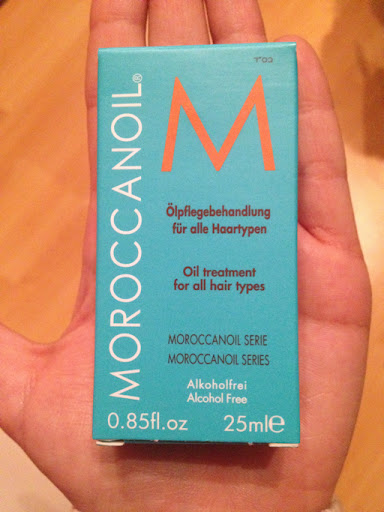 בס"ד
MOROCCANOIL®
M
Ölpflegebehandlung
für alle Haartypen
Oil treatment
for all hair types
MOROCCANOIL SERIE
MOROCCANOIL SERIES
Alkoholfrei
Alcohol Free
0.85fl.oz 25ml℮